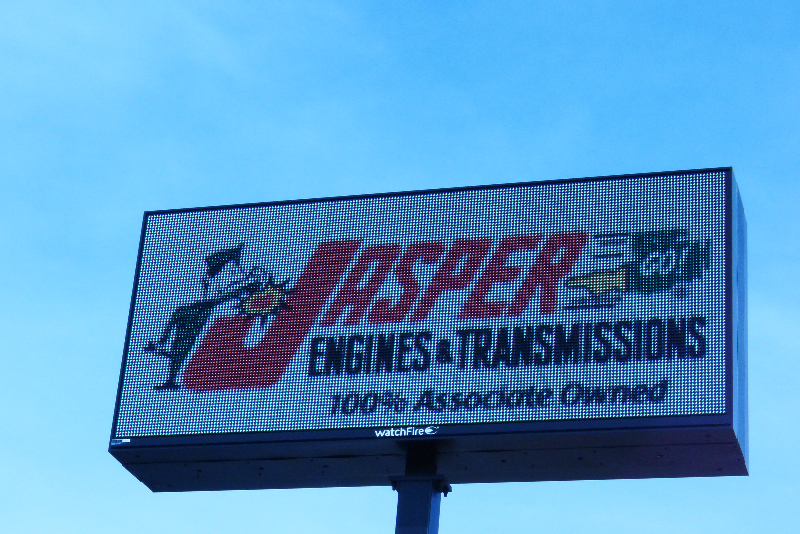 JASPER
ENGINES & TRANSMISSIONS
100% Associate Owned
watchFire